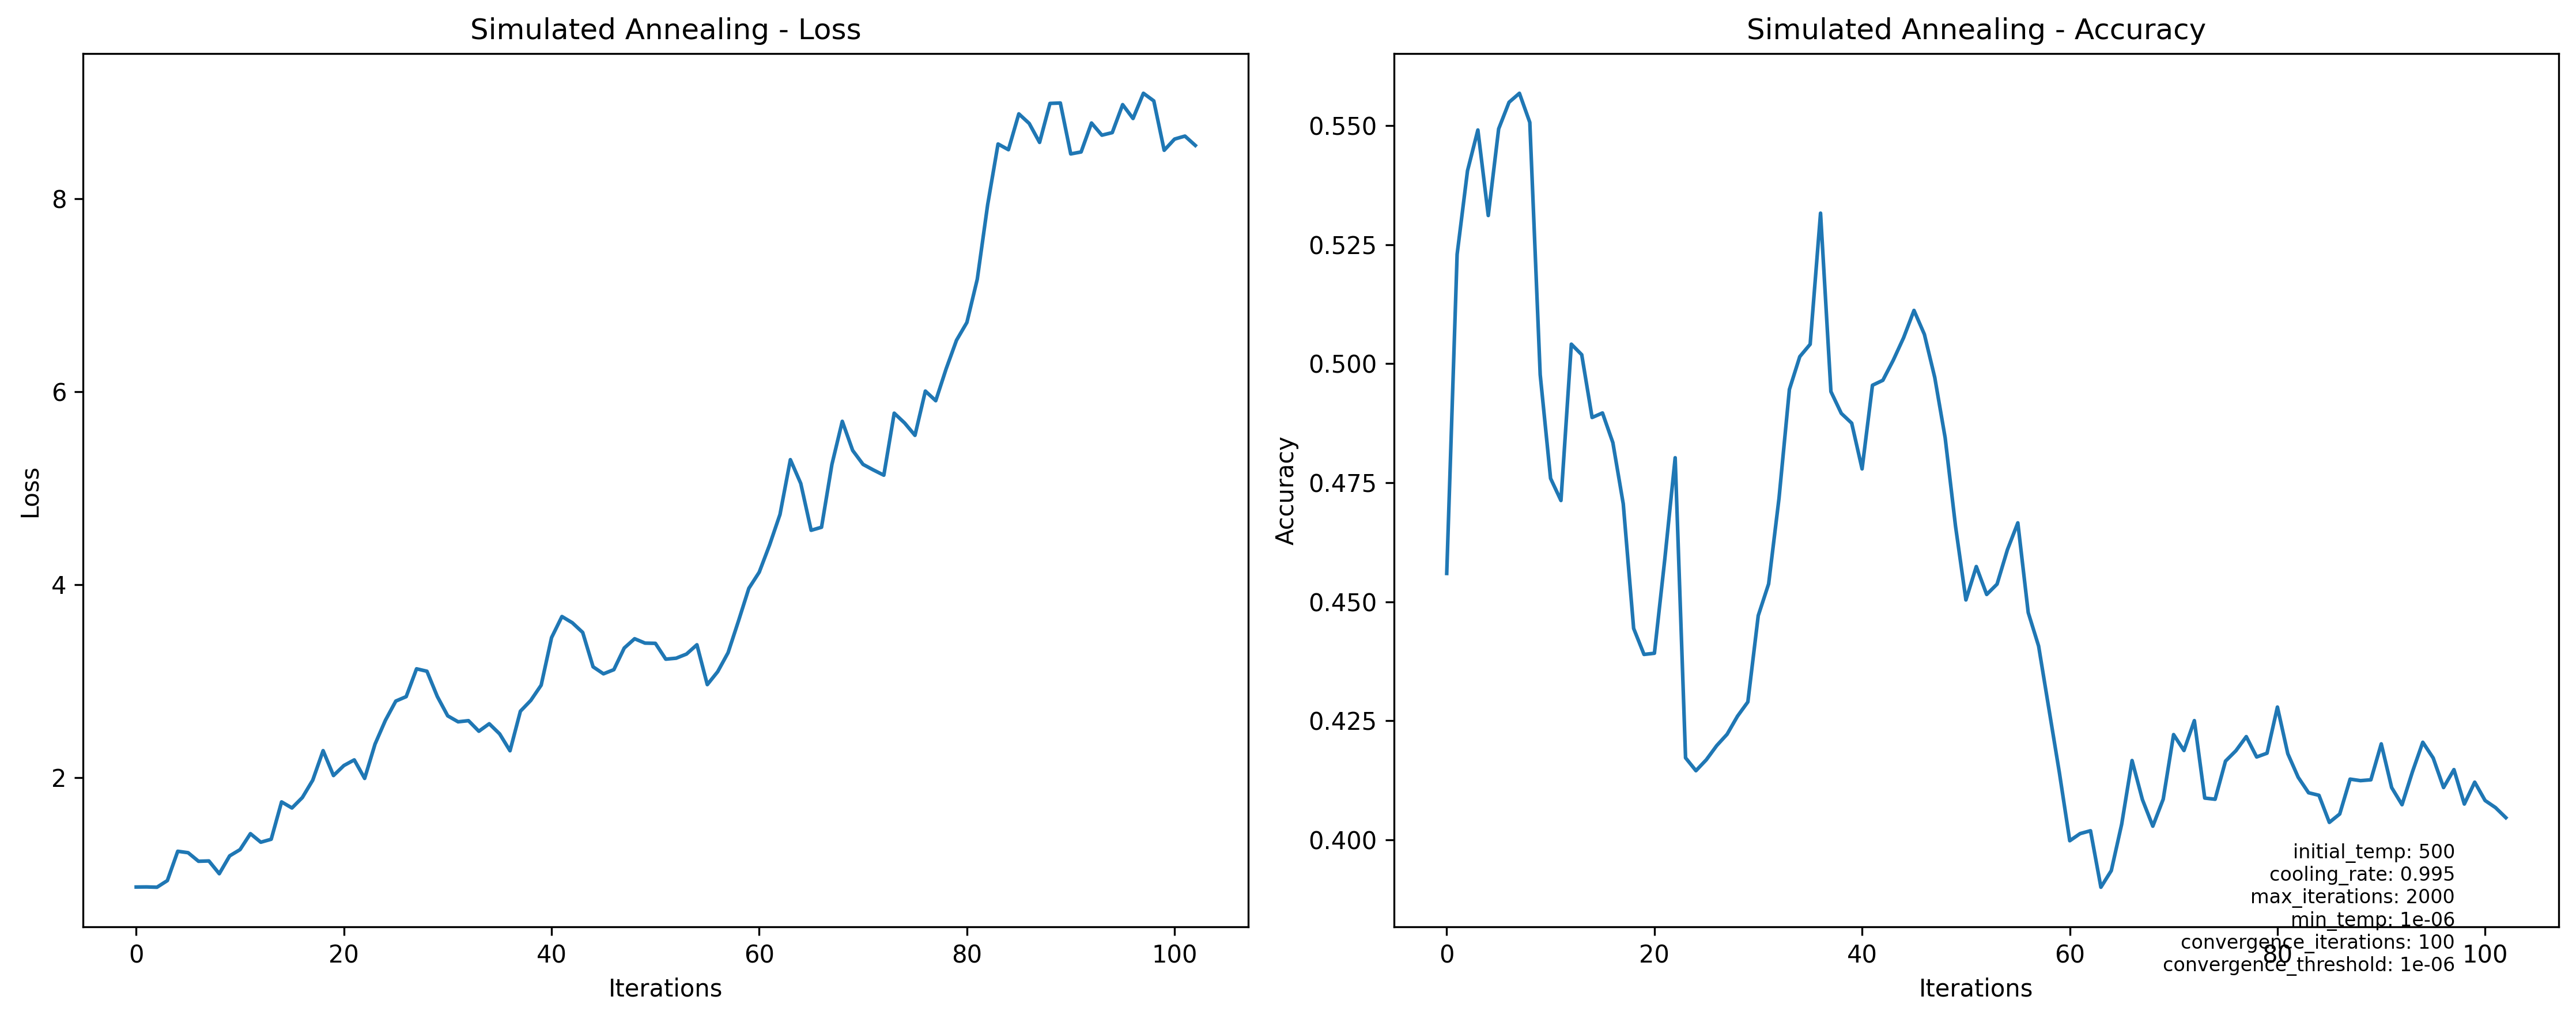 Simulated Annealing - Loss
Loss
8
6
4
2
0 20 40 60 80 100
Iterations
Simulated Annealing - Accuracy
Accuracy
0.550
0.525
0.500
0.475
0.450
0.425
0.400
initial_temp: 500
cooling_rate: 0.995
max_iterations: 2000
min_temp: 1e-06
convergence_iterations: 100
convergence_threshold: 1e-06
0 20 40 60 80 100
Iterations